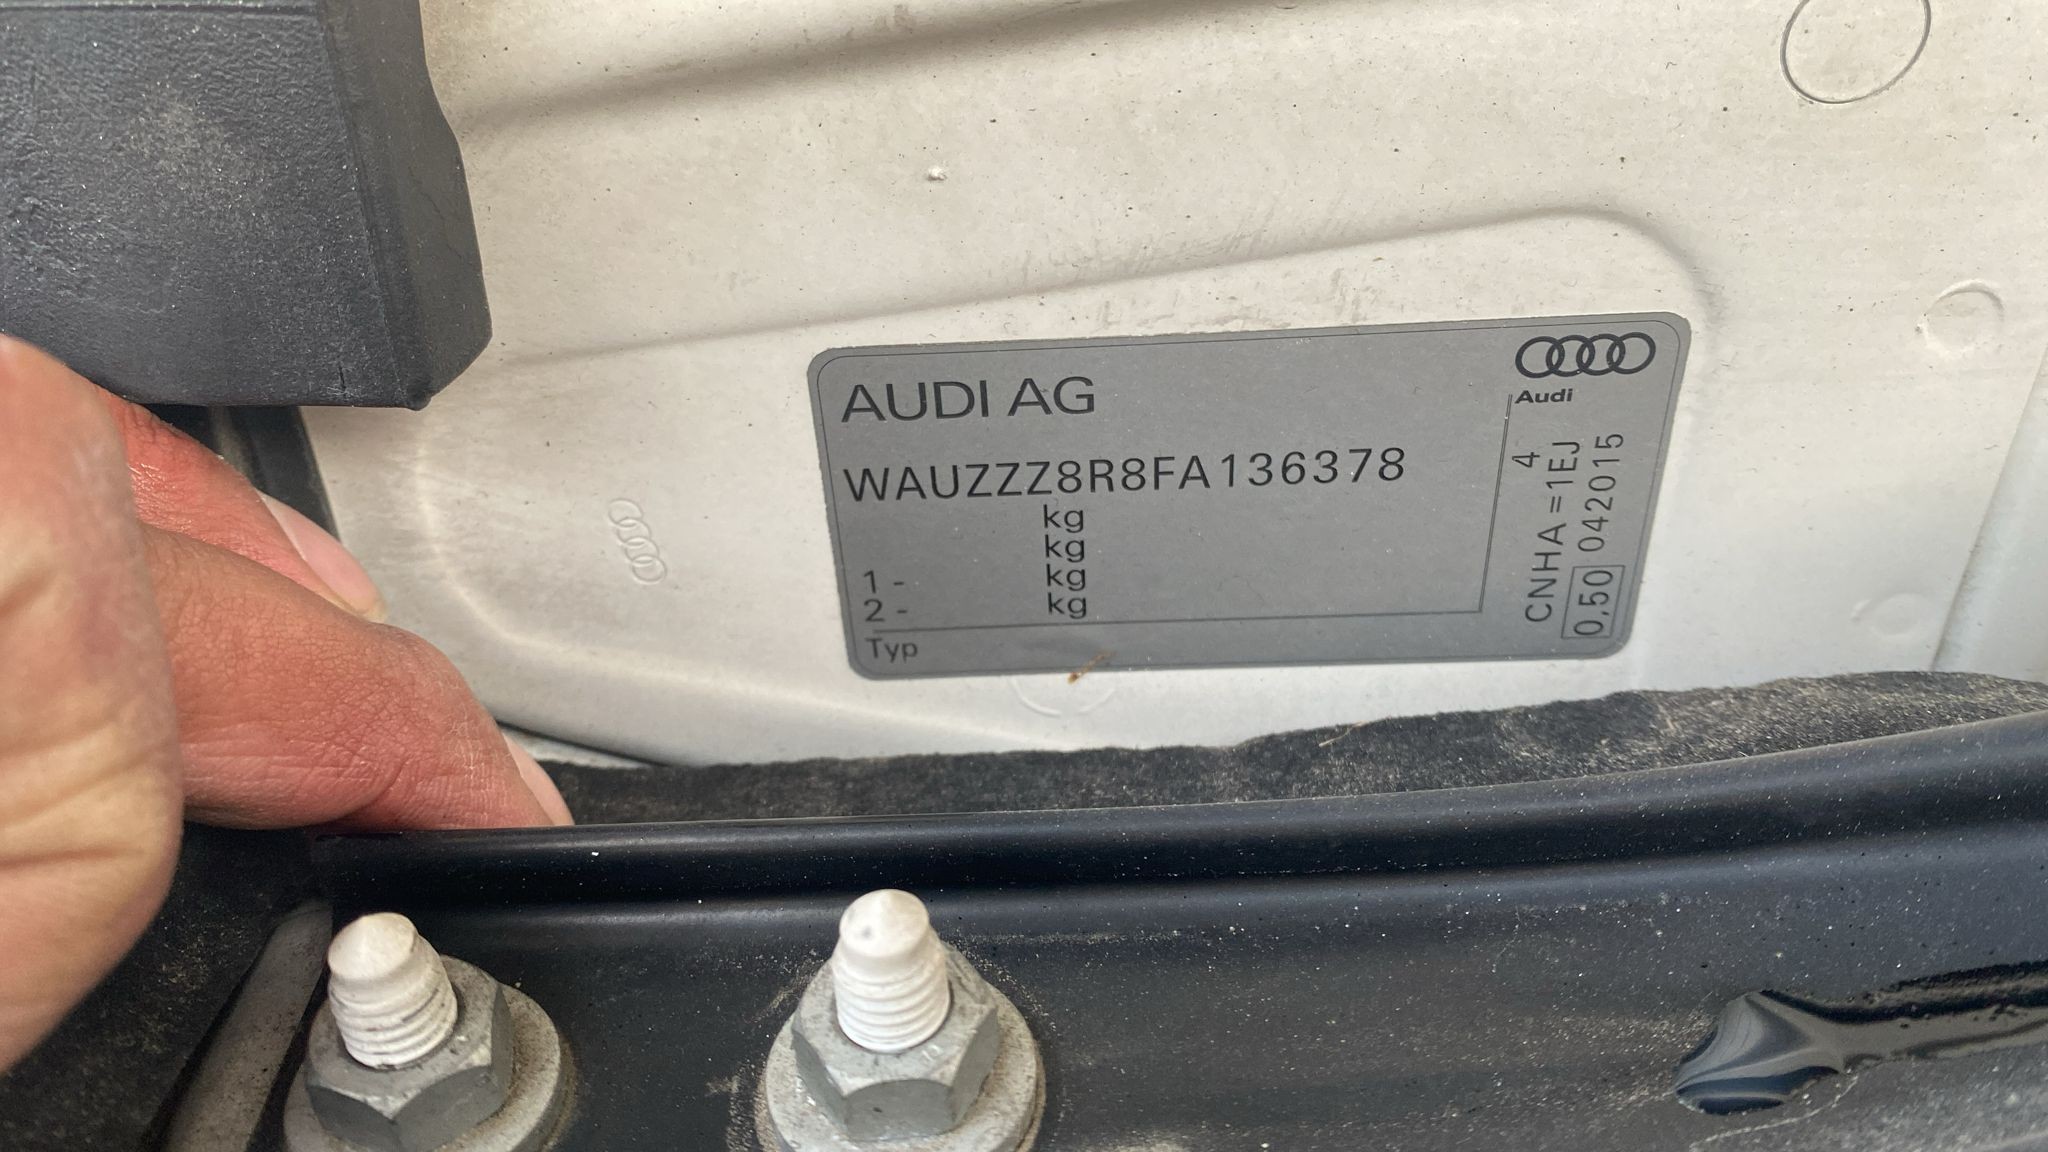 AUDI AG
Audi
WAUZZZ8R8FA136378
kg
kg
1 - kg
2 - kg
Typ
4
CNHA = 1EJ
0,50 042015